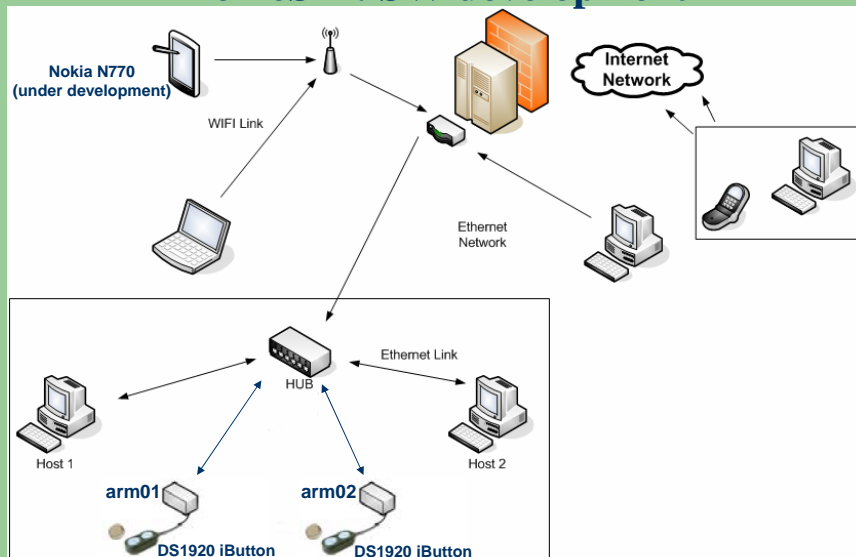 Nokia N770
(under development)
WIFI Link
Internet
Network
Ethernet
Network
Ethernet Link
HUB
Host 1
Host 2
arm01
arm02
DS1920 iButton
DS1920 iButton